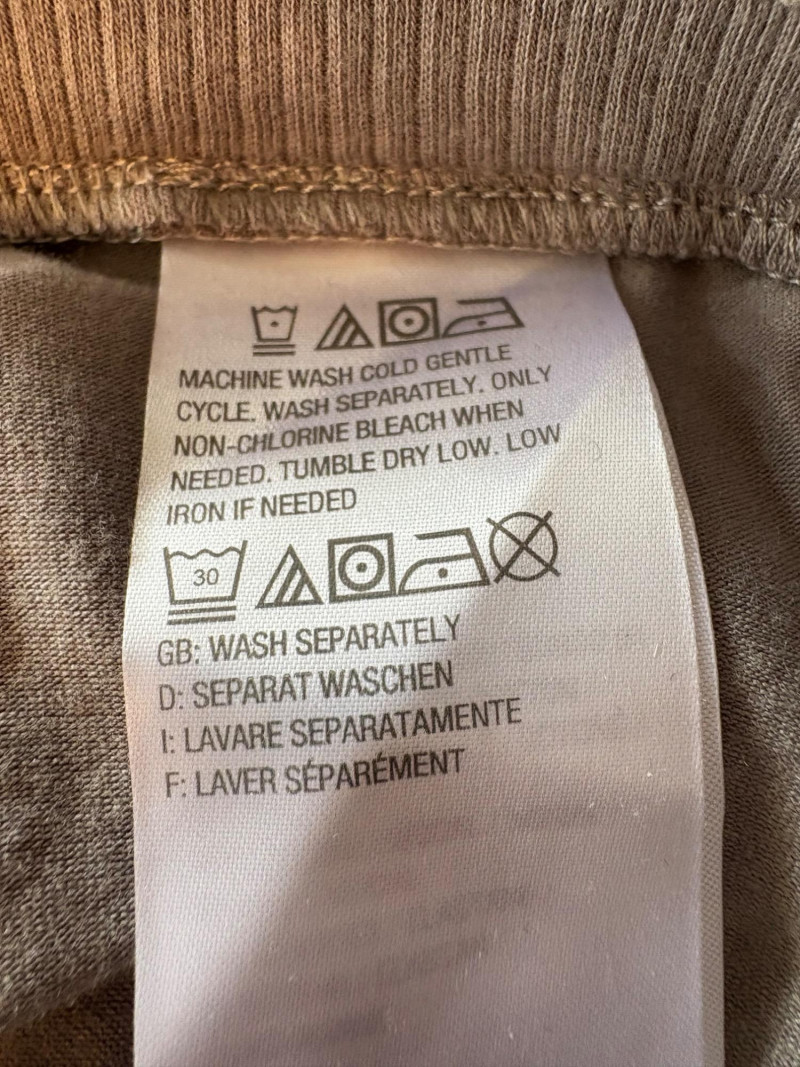 MACHINE WASH COLD GENTLE
CYCLE. WASH SEPARATELY. ONLY
NON-CHLORINE BLEACH WHEN
NEEDED. TUMBLE DRY LOW. LOW
IRON IF NEEDED
30
GB: WASH SEPARATELY
D: SEPARAT WASCHEN
I: LAVARE SEPARATAMENTE
F: LAVER SÉPARÉMENT